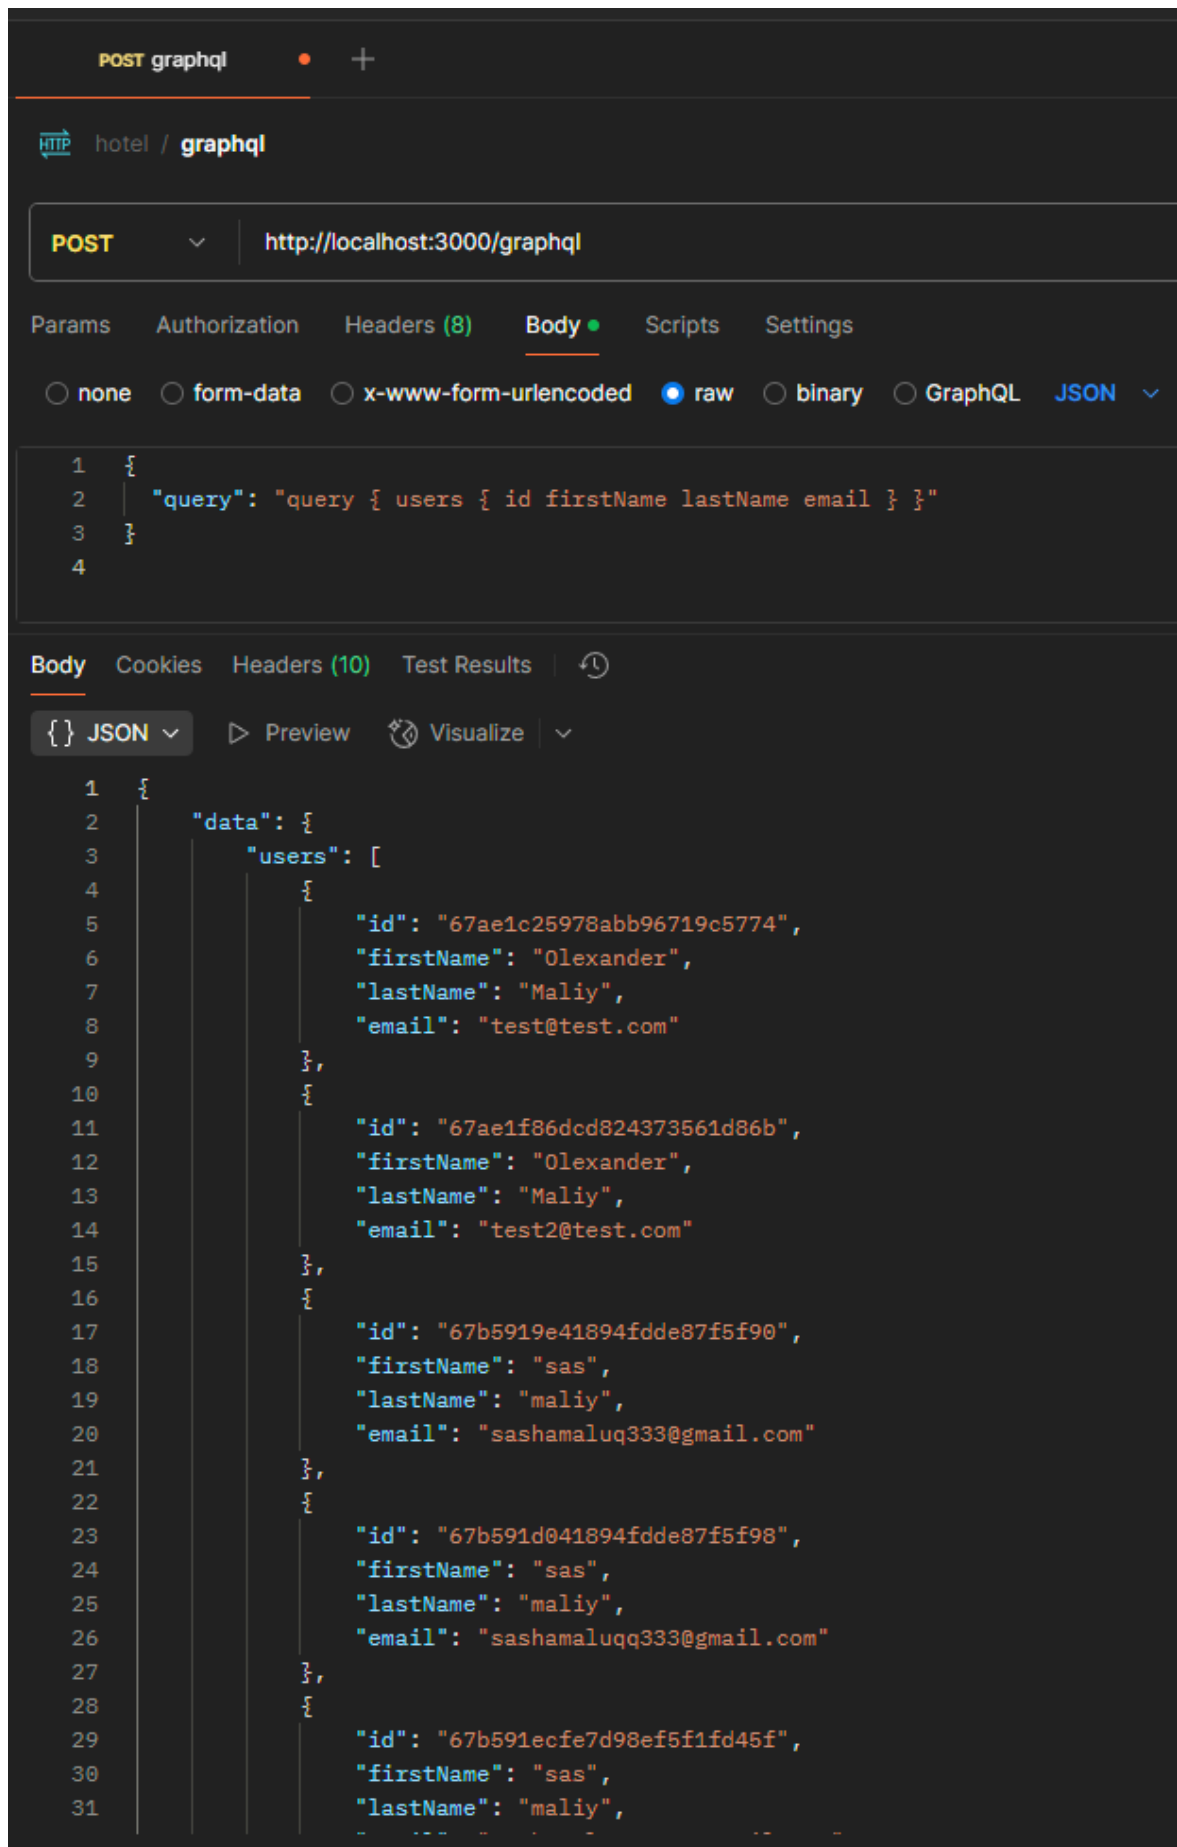 POST graphql
HTTP hotel / graphql
POST http://localhost:3000/graphql
Params Authorization Headers (8) Body Scripts Settings
none form-data x-www-form-urlencoded raw binary GraphQL JSON
1 {
2 "query": "query { users { id firstName lastName email } }"
3 }
4
Body Cookies Headers (10) Test Results
{} JSON Preview Visualize
1 {
2 "data": {
3 "users": [
4 {
5 "id": "67ae1c25978abb96719c5774",
6 "firstName": "Olexander",
7 "lastName": "Maliy",
8 "email": "test@test.com"
9 },
10 {
11 "id": "67ae1f86dcd824373561d86b",
12 "firstName": "Olexander",
13 "lastName": "Maliy",
14 "email": "test2@test.com"
15 },
16 {
17 "id": "67b5919e41894fdde87f5f90",
18 "firstName": "sas",
19 "lastName": "maliy",
20 "email": "sashamaluq333@gmail.com"
21 },
22 {
23 "id": "67b591d041894fdde87f5f98",
24 "firstName": "sas",
25 "lastName": "maliy",
26 "email": "sashamaluqq333@gmail.com"
27 },
28 {
29 "id": "67b591ecfe7d98ef5f1fd45f",
30 "firstName": "sas",
31 "lastName": "maliy",